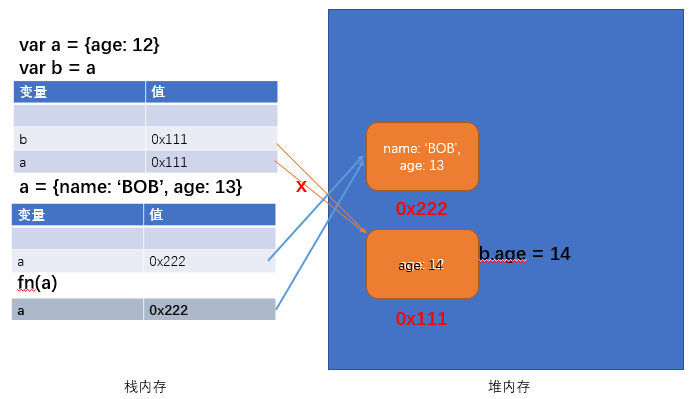 var a = {age: 12}
var b = a
变量 值
b 0x111
a 0x111
a = {name: ‘BOB’, age: 13}
x
变量 值
a 0x222
fn(a)
a 0x222
栈内存
name: ‘BOB’,
age: 13
0x222
age: 14
b.age = 14
0x111
堆内存